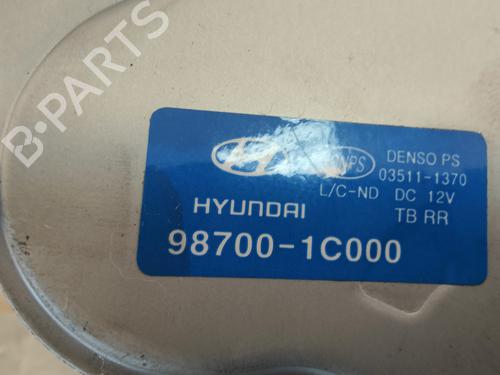 B-PARTS
DENSO PS
03511-1370
L/C-ND DC 12V
HYUNDAI TB RR
98700-1C000